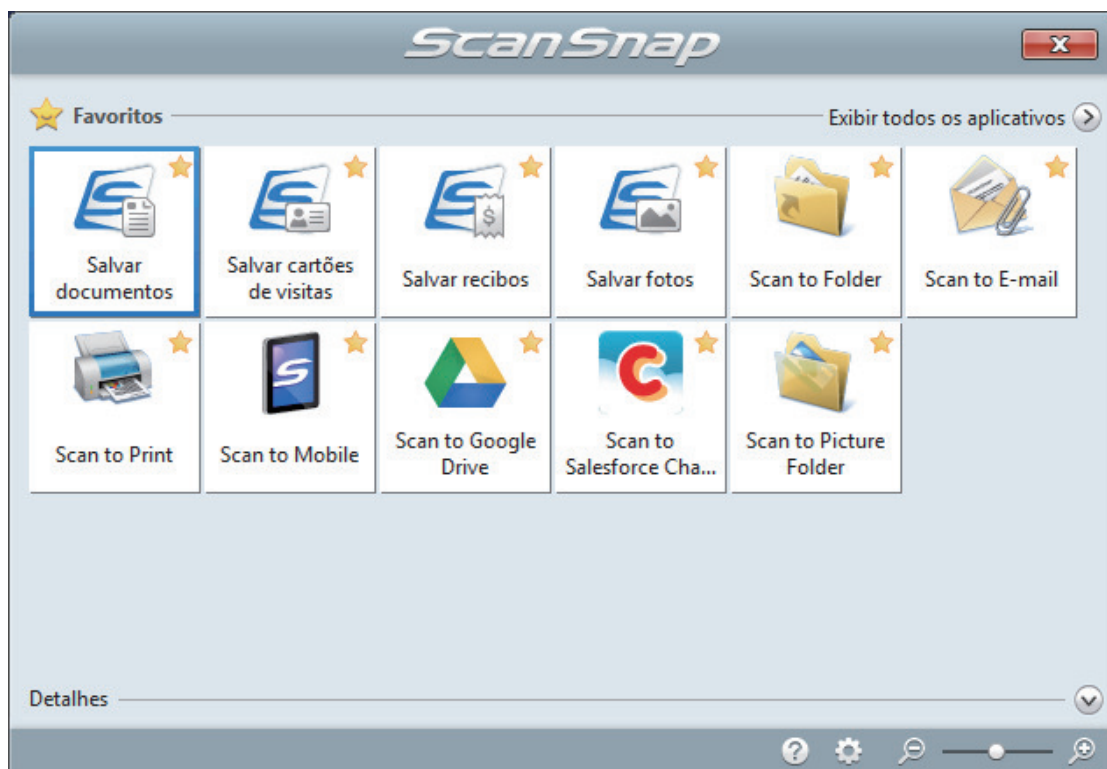 ScanSnap
Favoritos
Exibir todos os aplicativos
Salvar
documentos
Salvar cartões
de visitas
Salvar recibos
Salvar fotos
Scan to Folder
Scan to E-mail
Scan to Print
Scan to Mobile
Scan to Google
Drive
Scan to
Salesforce Cha...
Scan to Picture
Folder
Detalhes